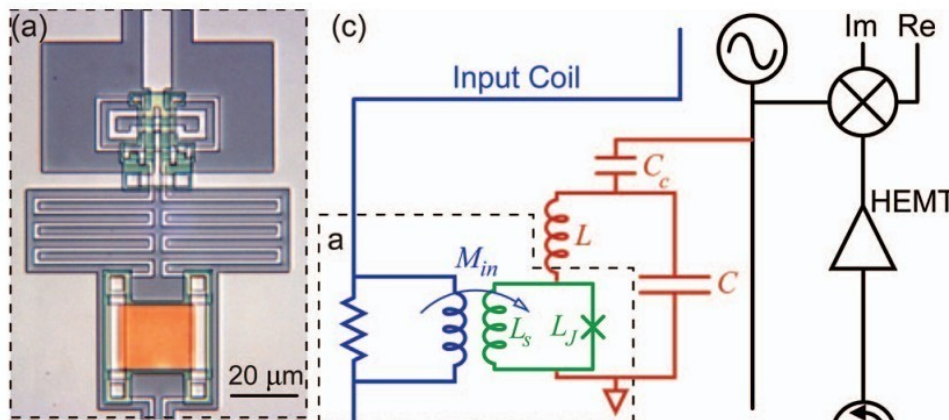 (a)
20 μm
(c)
Input Coil
Im Re
C_c
HEMT
L
a
M_in
C
L_s
L_J